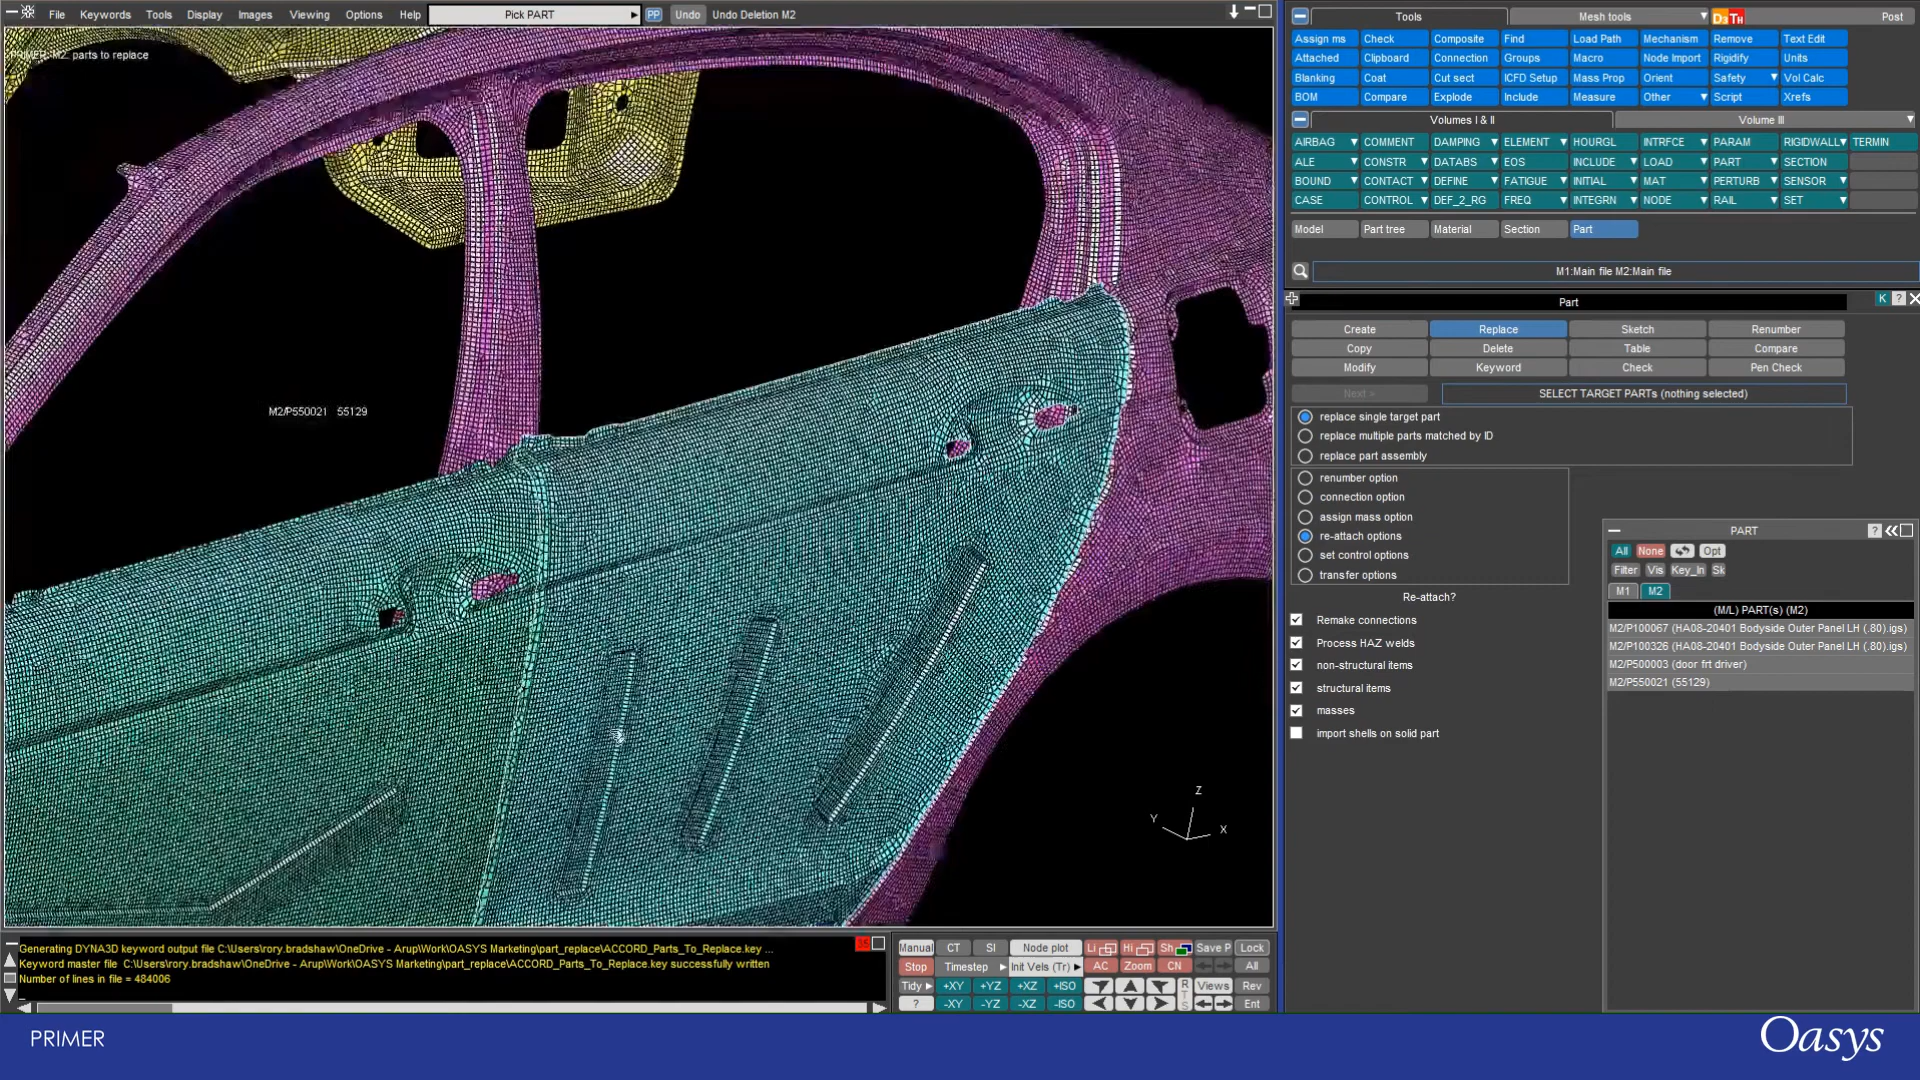 File Keywords Tools Display Images Viewing Options Help Pick PART PP Undo Undo Deletion M2
PRIMER: M2: parts to replace
M2/P550021 55129
Z
Y
X
Tools Mesh tools D3 TH Post
Assign ms Check Composite Find Load Path Mechanism Remove Text Edit
Attached Clipboard Connection Groups Macro Node Import Rigidify Units
Blanking Coat Cut sect ICFD Setup Mass Prop Orient Safety Vol Calc
BOM Compare Explode Include Measure Other Script Xrefs
Volumes I & II Volume III
AIRBAG COMMENT DAMPING ELEMENT HOURGL INTRFCE PARAM RIGIDWALL TERMIN
ALE CONSTR DATABS EOS INCLUDE LOAD PART SECTION
BOUND CONTACT DEFINE FATIGUE INITIAL MAT PERTURB SENSOR
CASE CONTROL DEF_2_RG FREQ INTEGRN NODE RAIL SET
Model Part tree Material Section Part
M1:Main file M2:Main file
Part K ?
Create Replace Sketch Renumber
Copy Delete Table Compare
Modify Keyword Check Pen Check
Next > SELECT TARGET PARTs (nothing selected)
replace single target part
replace multiple parts matched by ID
replace part assembly
renumber option
connection option
assign mass option
re-attach options
set control options
transfer options
Re-attach?
Remake connections
Process HAZ welds
non-structural items
structural items
masses
import shells on solid part
PART ?
All None Opt
Filter Vis Key_In Sk
M1 M2
(M/L) PART(s) (M2)
M2/P100067 (HA08-20401 Bodyside Outer Panel LH (.80).igs)
M2/P100326 (HA08-20401 Bodyside Outer Panel LH (.80).igs)
M2/P500003 (door frt driver)
M2/P550021 (55129)
Generating DYNA3D keyword output file C:\Users\rory.bradshaw\OneDrive - Arup\Work\OASYS Marketing\part_replace\ACCORD_Parts_To_Replace.key ...
Keyword master file C:\Users\rory.bradshaw\OneDrive - Arup\Work\OASYS Marketing\part_replace\ACCORD_Parts_To_Replace.key successfully written
Number of lines in file = 484006
Manual CT SI Node plot Li Hi Sh Save P Lock
Stop Timestep Init Vels (Tr) AC Zoom CN All
Tidy +XY +YZ +XZ +ISO R Views Rev
? -XY -YZ -XZ -ISO T S Ent
PRIMER Oasys